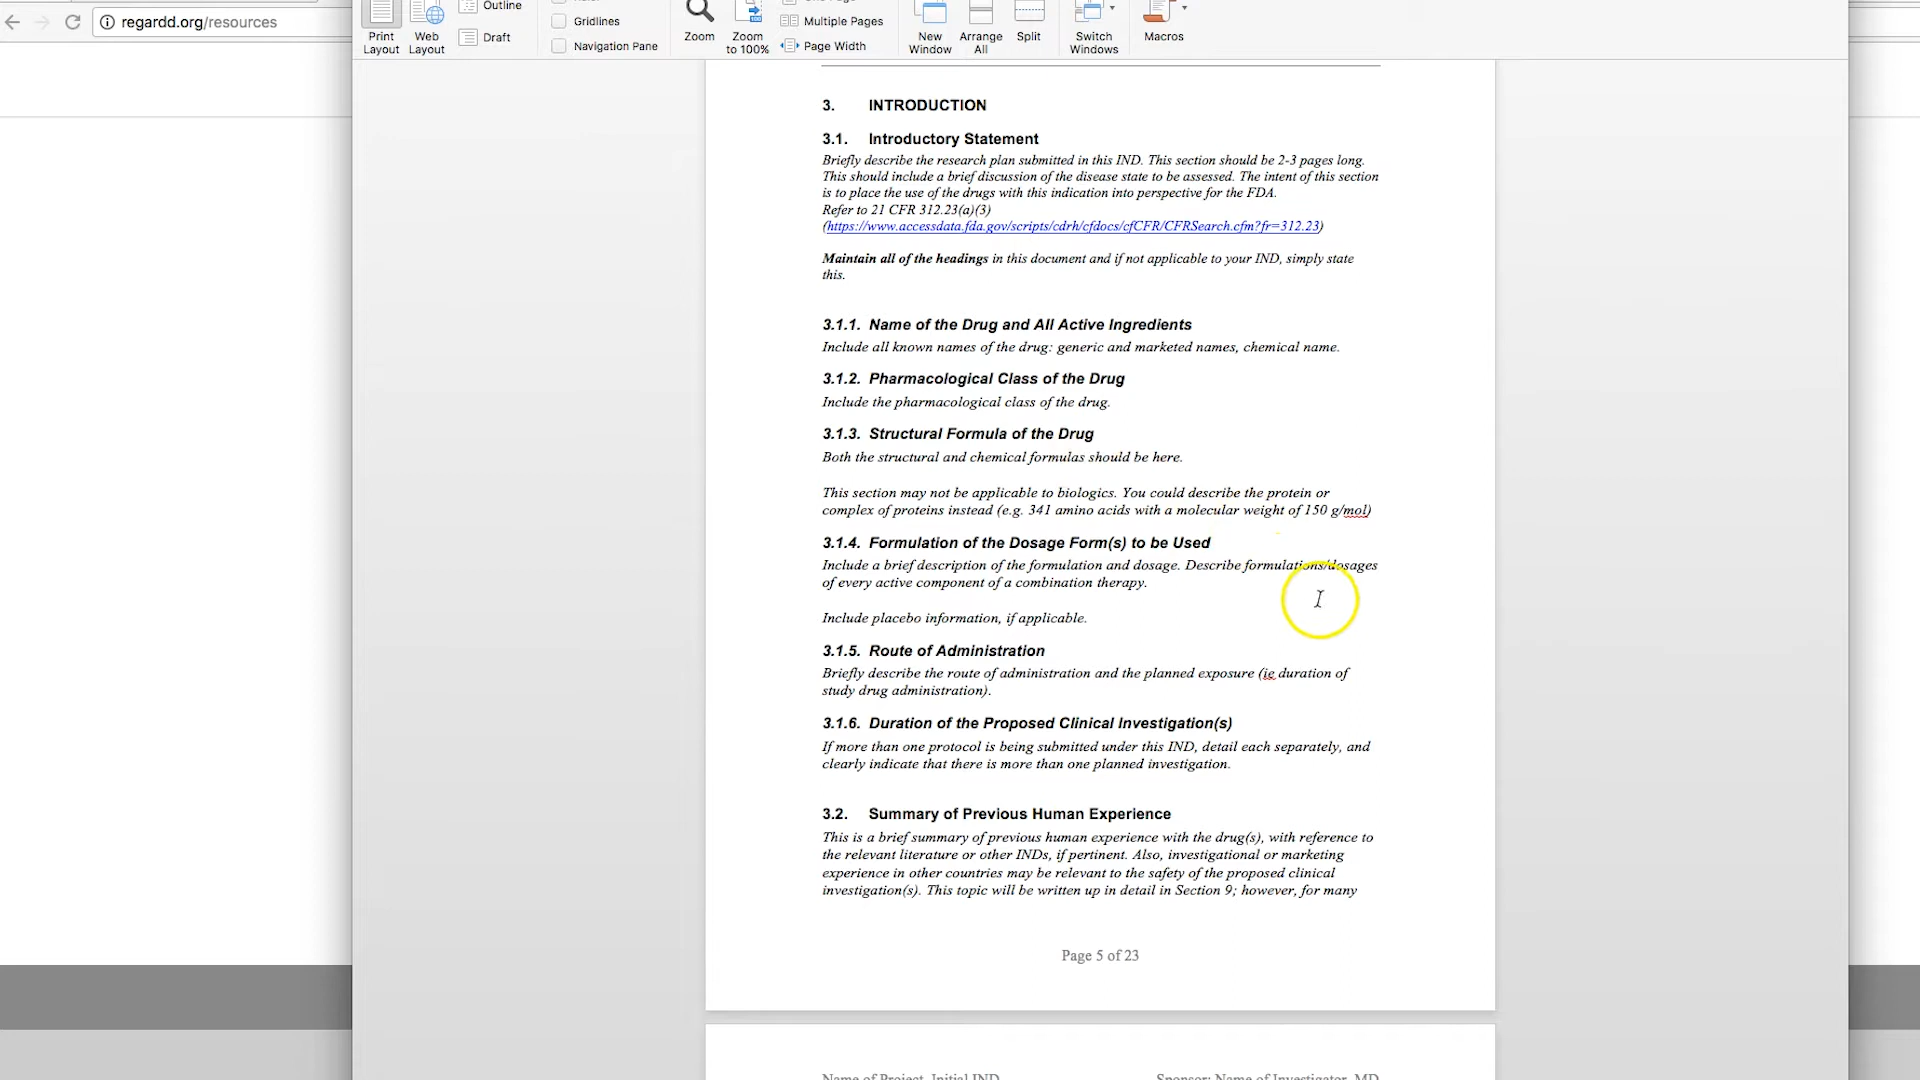 regardd.org/resources
Outline
Draft
Print Layout
Web Layout
Gridlines
Navigation Pane
Zoom
Zoom to 100%
Multiple Pages
Page Width
New Window
Arrange All
Split
Switch Windows
Macros
3. INTRODUCTION
3.1. Introductory Statement
Briefly describe the research plan submitted in this IND. This section should be 2-3 pages long.
This should include a brief discussion of the disease state to be assessed. The intent of this section
is to place the use of the drugs with this indication into perspective for the FDA.
Refer to 21 CFR 312.23(a)(3)
(https://www.accessdata.fda.gov/scripts/cdrh/cfdocs/cfCFR/CFRSearch.cfm?fr=312.23)
Maintain all of the headings in this document and if not applicable to your IND, simply state
this.
3.1.1. Name of the Drug and All Active Ingredients
Include all known names of the drug: generic and marketed names, chemical name.
3.1.2. Pharmacological Class of the Drug
Include the pharmacological class of the drug.
3.1.3. Structural Formula of the Drug
Both the structural and chemical formulas should be here.
This section may not be applicable to biologics. You could describe the protein or
complex of proteins instead (e.g. 341 amino acids with a molecular weight of 150 g/mol)
3.1.4. Formulation of the Dosage Form(s) to be Used
Include a brief description of the formulation and dosage. Describe formulations/dosages
of every active component of a combination therapy.
Include placebo information, if applicable.
3.1.5. Route of Administration
Briefly describe the route of administration and the planned exposure (ie duration of
study drug administration).
3.1.6. Duration of the Proposed Clinical Investigation(s)
If more than one protocol is being submitted under this IND, detail each separately, and
clearly indicate that there is more than one planned investigation.
3.2. Summary of Previous Human Experience
This is a brief summary of previous human experience with the drug(s), with reference to
the relevant literature or other INDs, if pertinent. Also, investigational or marketing
experience in other countries may be relevant to the safety of the proposed clinical
investigation(s). This topic will be written up in detail in Section 9; however, for many
Page 5 of 23
Name of Project, Initial IND
Sponsor: Name of Investigator, MD